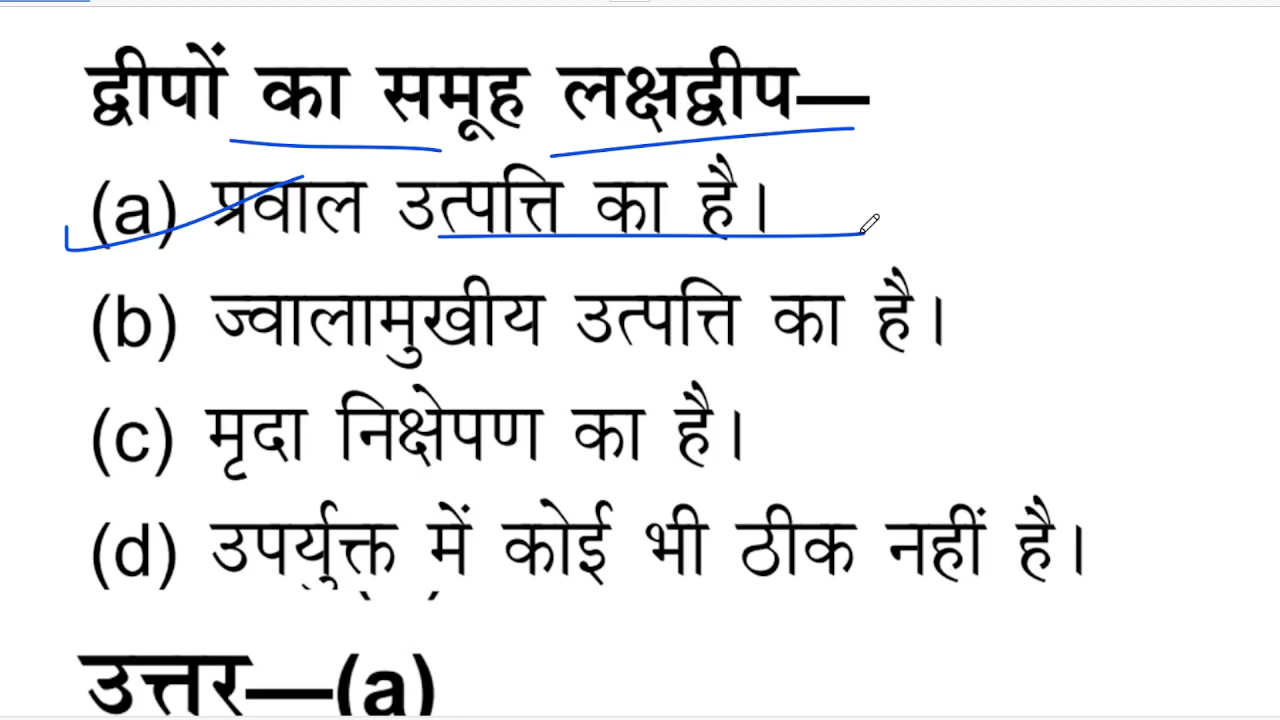 द्वीपों का समूह लक्षद्वीप—
(a) प्रवाल उत्पत्ति का है।
(b) ज्वालामुखीय उत्पत्ति का है।
(c) मृदा निक्षेपण का है।
(d) उपर्युक्त में कोई भी ठीक नहीं है।
उत्तर—(a)